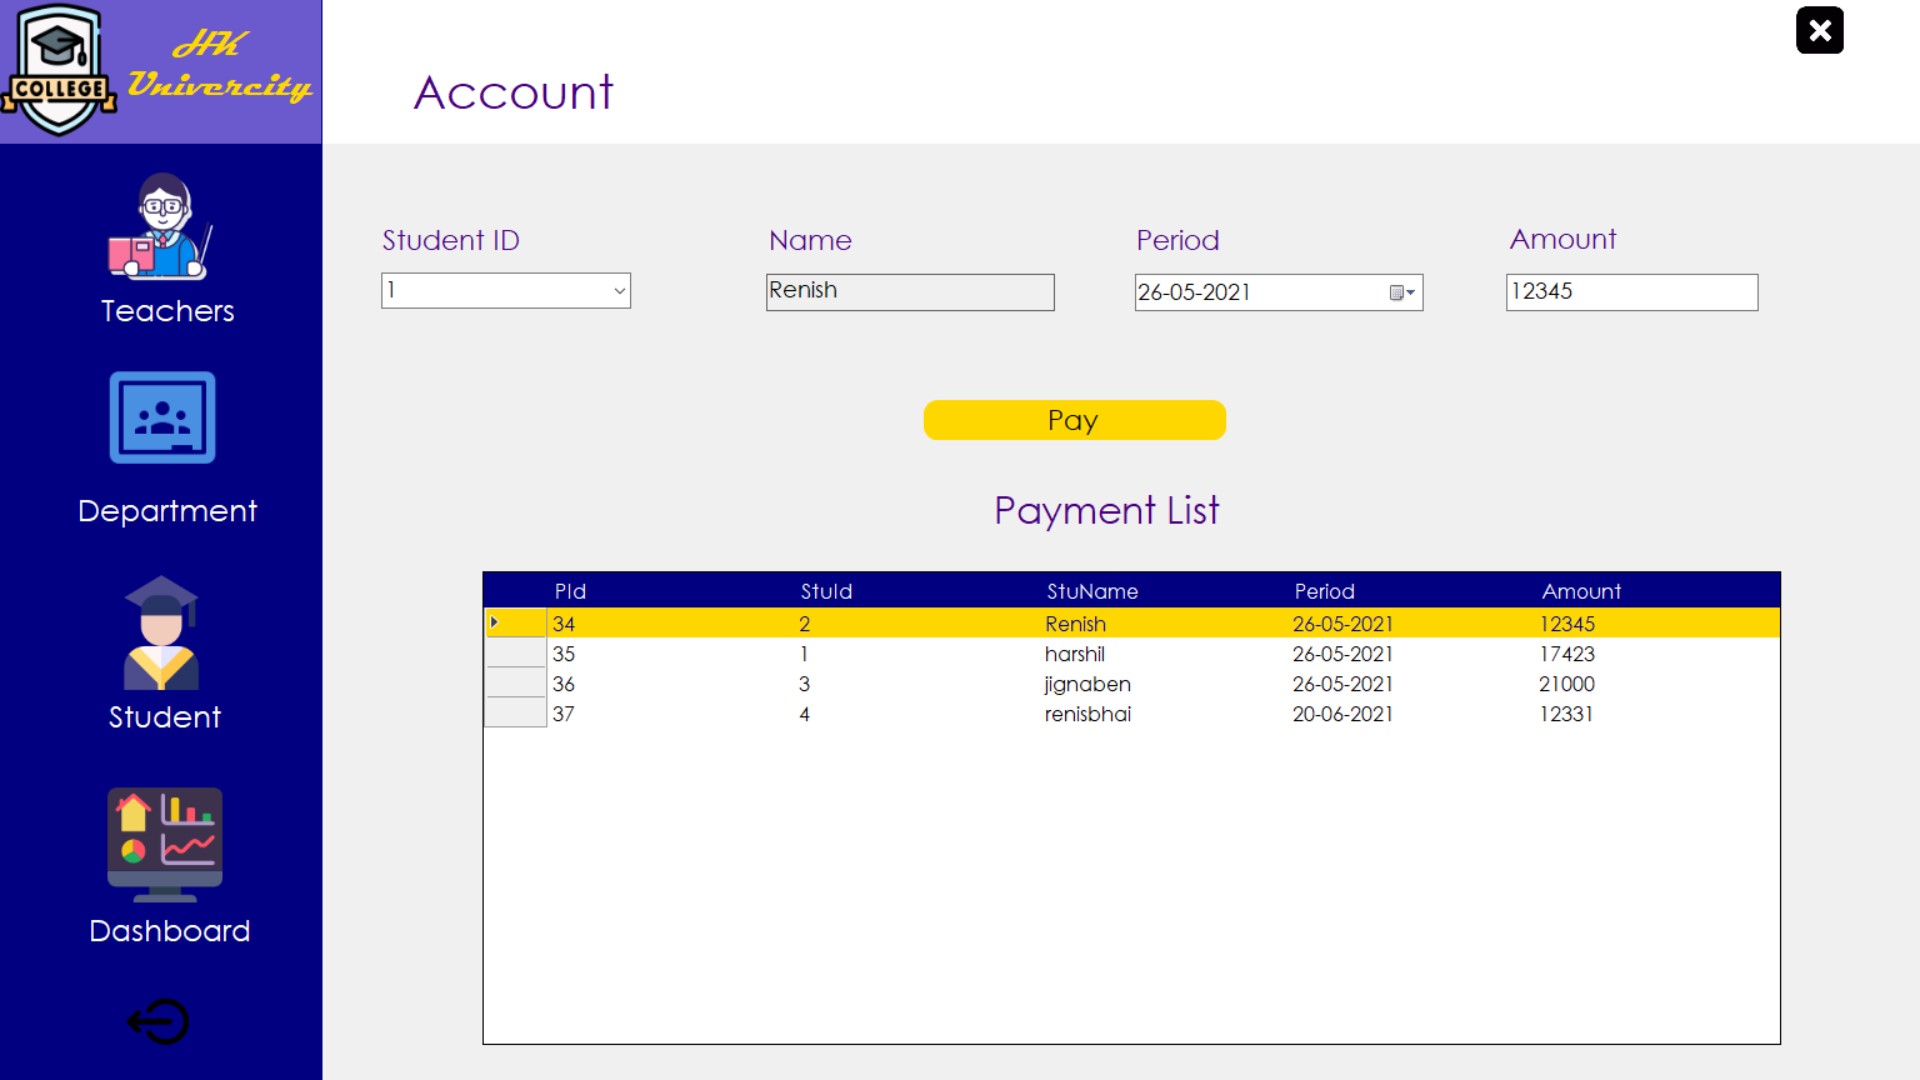 COLLEGE
HK
Univercity
Account
Teachers
Department
Student
Dashboard
Student ID Name Period Amount
1 Renish 26-05-2021 12345
Pay
Payment List
PId StuId StuName Period Amount
34 2 Renish 26-05-2021 12345
35 1 harshil 26-05-2021 17423
36 3 jignaben 26-05-2021 21000
37 4 renisbhai 20-06-2021 12331